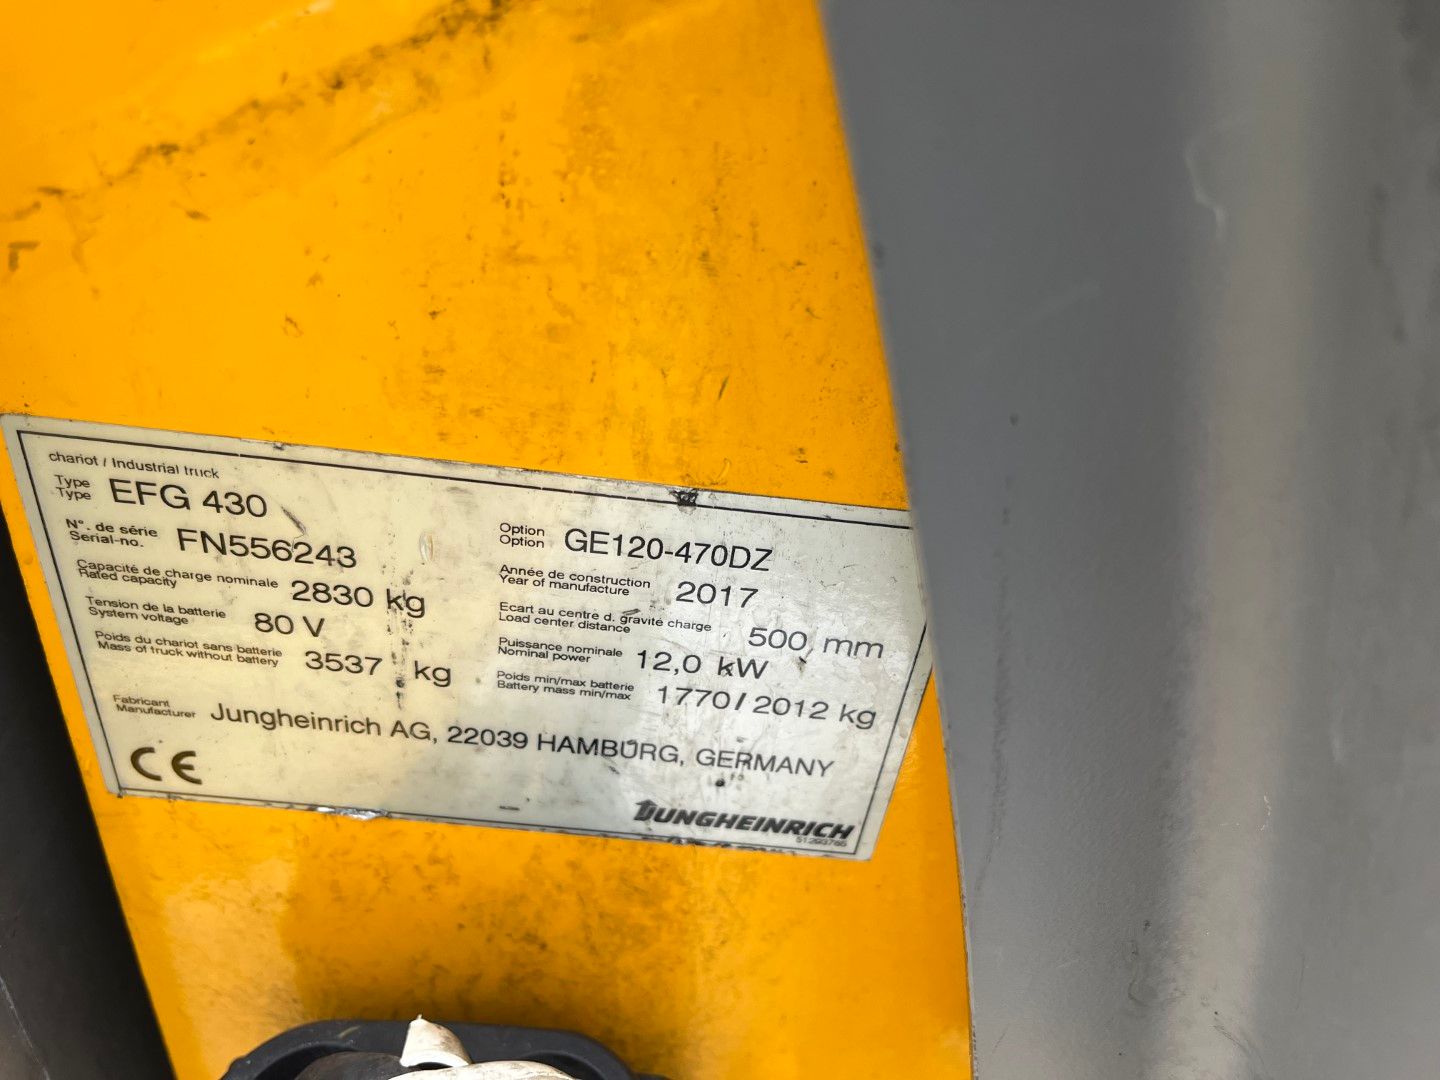 chariot / Industrial truck
Type
Type
EFG 430
N°. de série
Serial-no.
FN556243
Option
Option
GE120-470DZ
Capacité de charge nominale
Rated capacity
2830 kg
Année de construction
Year of manufacture
2017
Tension de la batterie
System voltage
80 V
Ecart au centre d. gravité charge
Load center distance
500 mm
Poids du chariot sans batterie
Mass of truck without battery
3537 kg
Puissance nominale
Nominal power
12,0 kW
Poids min/max batterie
Battery mass min/max
1770/2012 kg
Fabricant
Manufacturer
Jungheinrich AG, 22039 HAMBURG, GERMANY
CE
JUNGHEINRICH
51293765